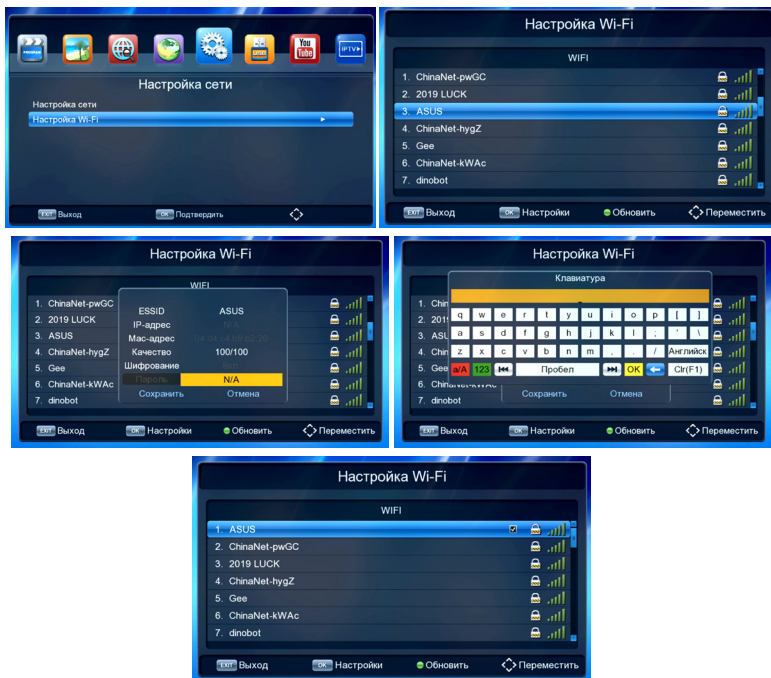 PROGRAM
You Tube
IPTV
Настройка сети
Настройка сети
Настройка Wi-Fi
EXIT Выход
OK Подтвердить
Настройка Wi-Fi
WIFI
1. ChinaNet-pwGC
2. 2019 LUCK
3. ASUS
4. ChinaNet-hygZ
5. Gee
6. ChinaNet-kWAc
7. dinobot
EXIT Выход OK Настройки Обновить Переместить
Настройка Wi-Fi
WIFI
1. ChinaNet-pwGC
2. 2019 LUCK
3. ASUS
4. ChinaNet-hygZ
5. Gee
6. ChinaNet-kWAc
7. dinobot
ESSID ASUS
IP-адрес N/A
Мас-адрес
Качество 100/100
Шифрование
Пароль N/A
Сохранить Отмена
EXIT Выход OK Настройки Обновить Переместить
Настройка Wi-Fi
Клавиатура
1. Chin
2. 201
3. ASU
4. Chin
5. Gee
6. ChinaNet-kWAc
7. dinobot
q w e r t y u i o p [ ]
a s d f g h j k l ; ' \
z x c v b n m , . / Английск
a/A 123 Пробел OK Clr(F1)
Сохранить Отмена
EXIT Выход OK Настройки Обновить Переместить
Настройка Wi-Fi
WIFI
1. ASUS
2. ChinaNet-pwGC
3. 2019 LUCK
4. ChinaNet-hygZ
5. Gee
6. ChinaNet-kWAc
7. dinobot
EXIT Выход OK Настройки Обновить Переместить